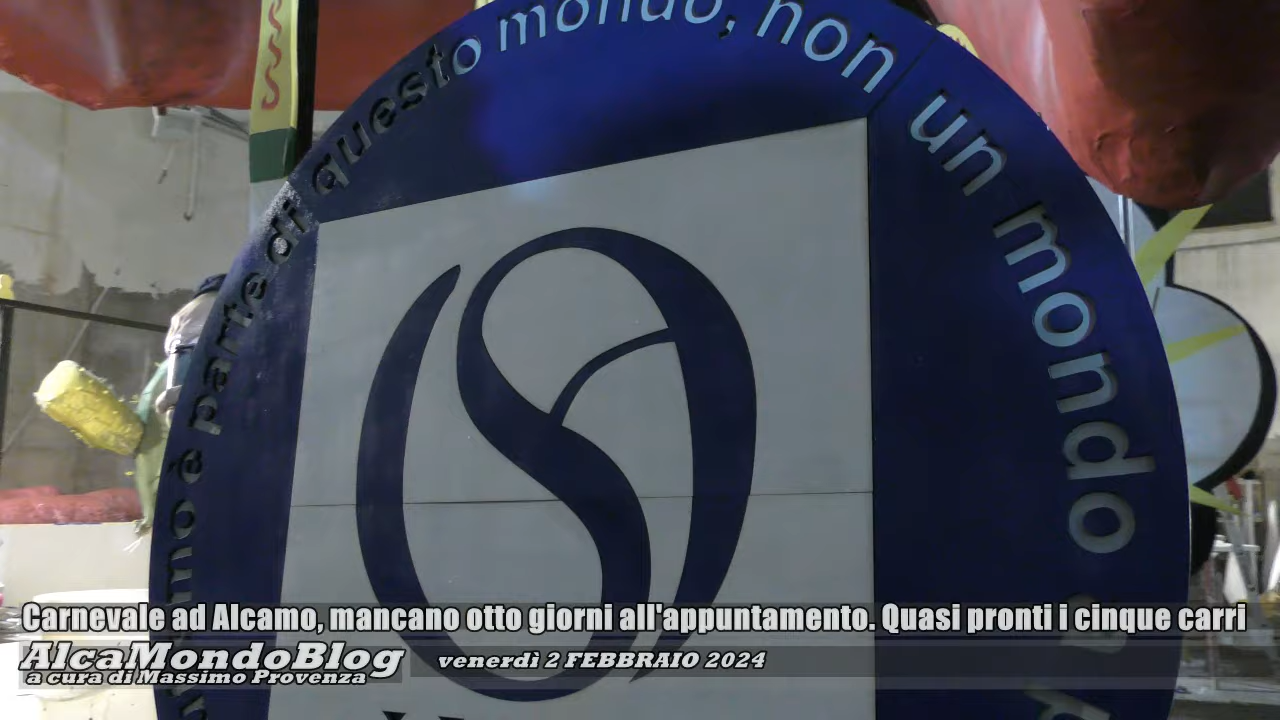 è parte di questo mondo, non un mondo
Carnevale ad Alcamo, mancano otto giorni all'appuntamento. Quasi pronti i cinque carri
AlcaMondoBlog
venerdì 2 FEBBRAIO 2024
a cura di Massimo Provenza